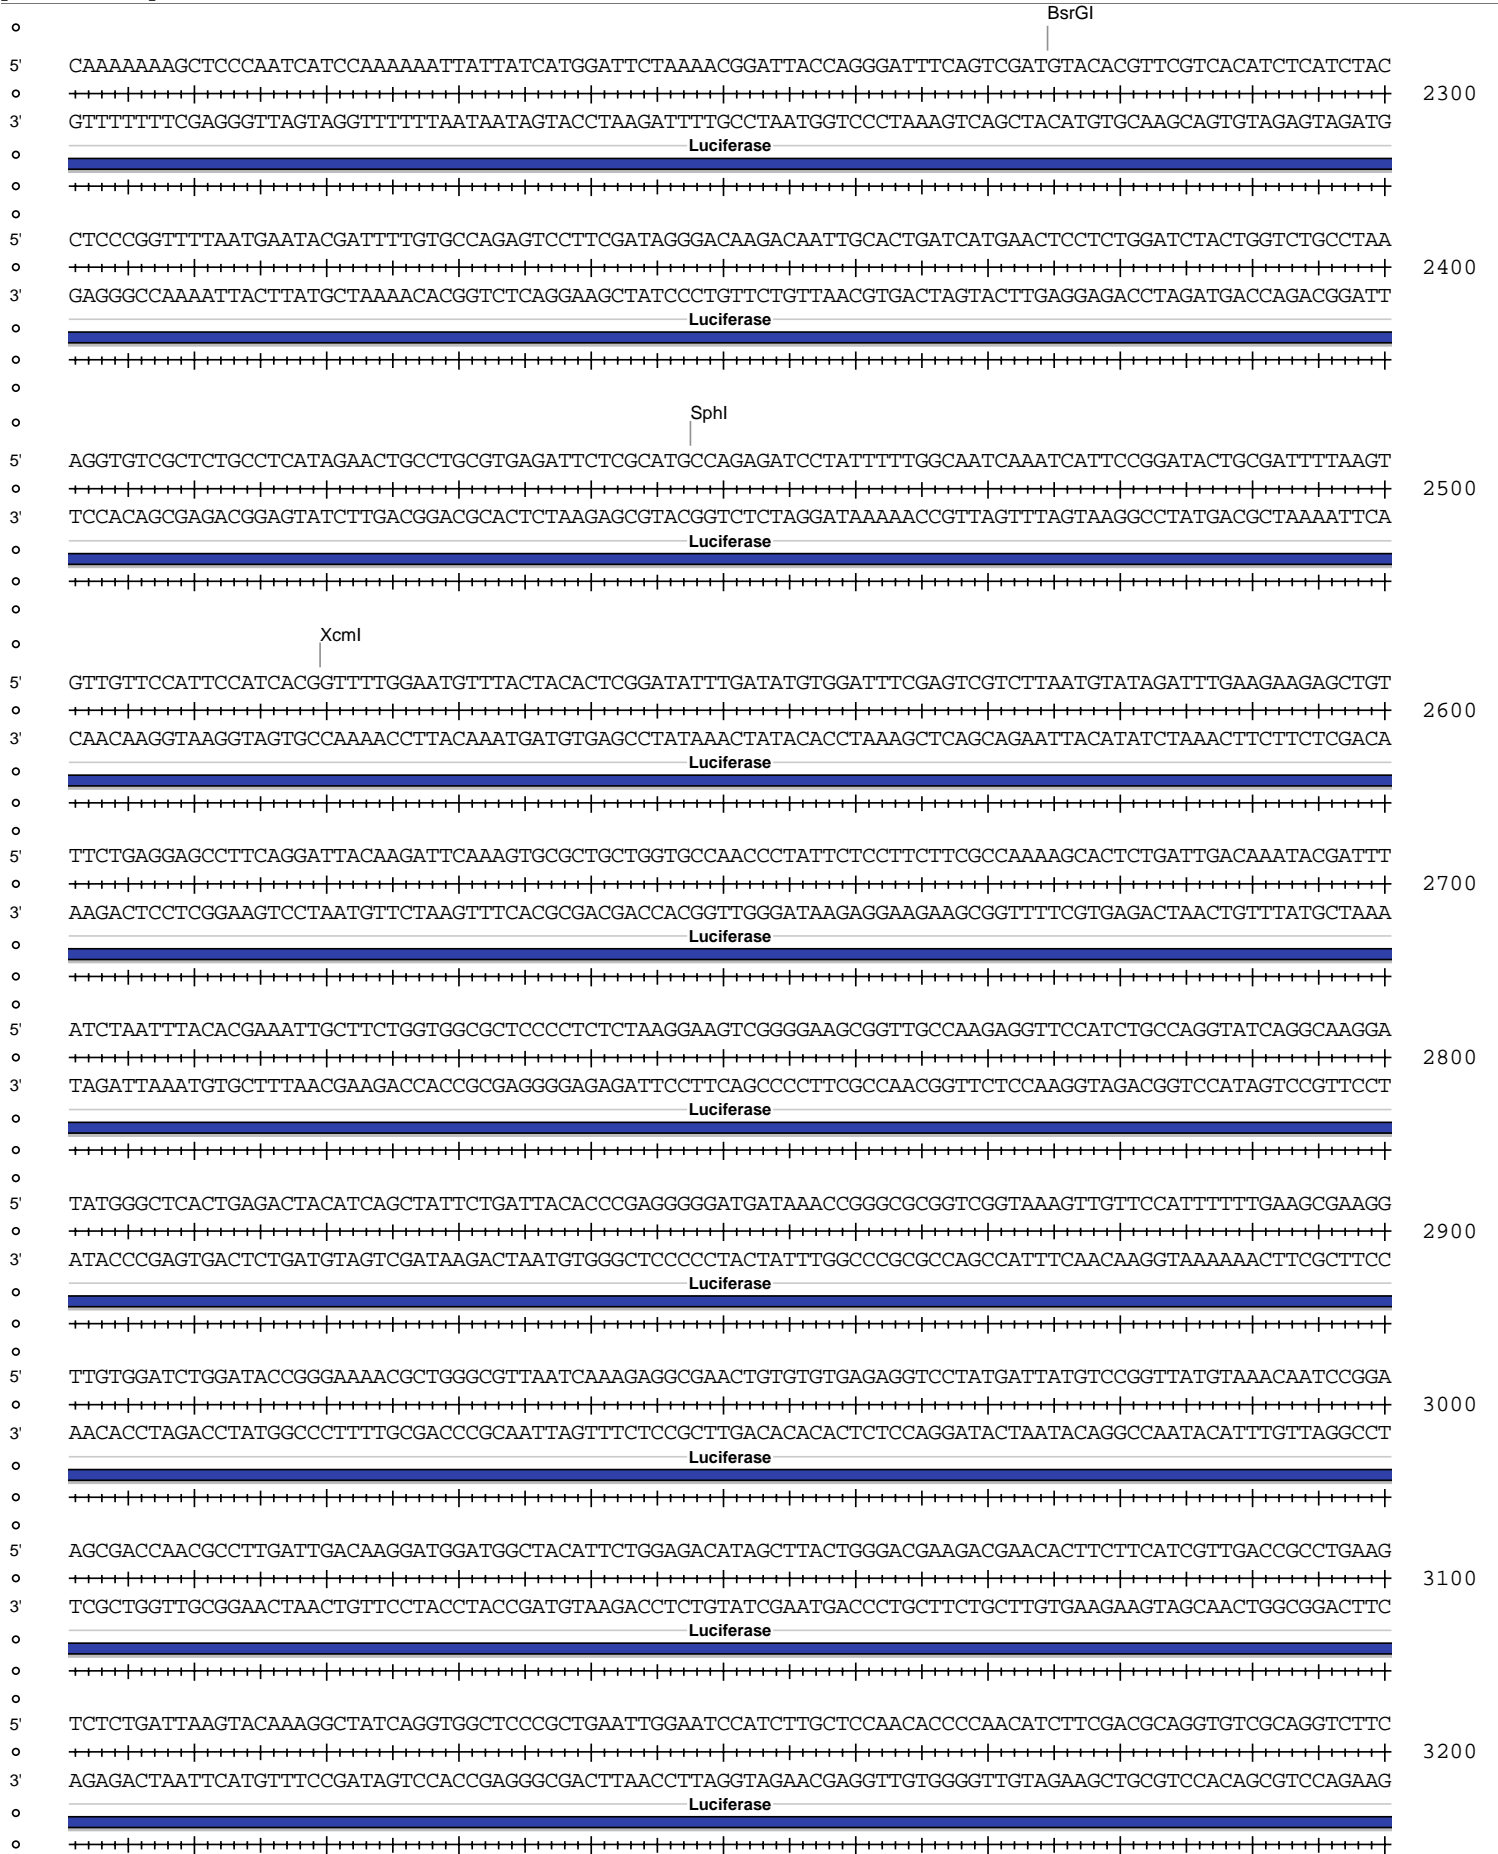 BsrGI
5' CAAAAAAAGCTCCCAATCATCCAAAAAATTATTATCATGGATTCTAAAACGGATTACCAGGGATTTCAGTCGATGTACACGTTCGTCACATCTCATCTAC
2300
3' GTTTTTTTCGAGGGTTAGTAGGTTTTTTAATAATAGTACCTAAGATTTTGCCTAATGGTCCCTAAAGTCAGCTACATGTGCAAGCAGTGTAGAGTAGATG
Luciferase
5' CTCCCGGTTTTAATGAATACGATTTTGTGCCAGAGTCCTTCGATAGGGACAAGACAATTGCACTGATCATGAACTCCTCTGGATCTACTGGTCTGCCTAA
2400
3' GAGGGCCAAAATTACTTATGCTAAAACACGGTCTCAGGAAGCTATCCCTGTTCTGTTAACGTGACTAGTACTTGAGGAGACCTAGATGACCAGACGGATT
Luciferase
SphI
5' AGGTGTCGCTCTGCCTCATAGAACTGCCTGCGTGAGATTCTCGCATGCCAGAGATCCTATTTTTGGCAATCAAATCATTCCGGATACTGCGATTTTAAGT
2500
3' TCCACAGCGAGACGGAGTATCTTGACGGACGCACTCTAAGAGCGTACGGTCTCTAGGATAAAAACCGTTAGTTTAGTAAGGCCTATGACGCTAAAATTCA
Luciferase
XcmI
5' GTTGTTCCATTCCATCACGGTTTTGGAATGTTTACTACACTCGGATATTTGATATGTGGATTTCGAGTCGTCTTAATGTATAGATTTGAAGAAGAGCTGT
2600
3' CAACAAGGTAAGGTAGTGCCAAAACCTTACAAATGATGTGAGCCTATAAACTATACACCTAAAGCTCAGCAGAATTACATATCTAAACTTCTTCTCGACA
Luciferase
5' TTCTGAGGAGCCTTCAGGATTACAAGATTCAAAGTGCGCTGCTGGTGCCAACCCTATTCTCCTTCTTCGCCAAAAGCACTCTGATTGACAAATACGATTT
2700
3' AAGACTCCTCGGAAGTCCTAATGTTCTAAGTTTCACGCGACGACCACGGTTGGGATAAGAGGAAGAAGCGGTTTTCGTGAGACTAACTGTTTATGCTAAA
Luciferase
5' ATCTAATTTACACGAAATTGCTTCTGGTGGCGCTCCCCTCTCTAAGGAAGTCGGGGAAGCGGTTGCCAAGAGGTTCCATCTGCCAGGTATCAGGCAAGGA
2800
3' TAGATTAAATGTGCTTTAACGAAGACCACCGCGAGGGGAGAGATTCCTTCAGCCCCTTCGCCAACGGTTCTCCAAGGTAGACGGTCCATAGTCCGTTCCT
Luciferase
5' TATGGGCTCACTGAGACTACATCAGCTATTCTGATTACACCCGAGGGGGATGATAAACCGGGCGCGGTCGGTAAAGTTGTTCCATTTTTTGAAGCGAAGG
2900
3' ATACCCGAGTGACTCTGATGTAGTCGATAAGACTAATGTGGGCTCCCCCTACTATTTGGCCCGCGCCAGCCATTTCAACAAGGTAAAAAACTTCGCTTCC
Luciferase
5' TTGTGGATCTGGATACCGGGAAAACGCTGGGCGTTAATCAAAGAGGCGAACTGTGTGTGAGAGGTCCTATGATTATGTCCGGTTATGTAAACAATCCGGA
3000
3' AACACCTAGACCTATGGCCCTTTTGCGACCCGCAATTAGTTTCTCCGCTTGACACACACTCTCCAGGATACTAATACAGGCCAATACATTTGTTAGGCCT
Luciferase
5' AGCGACCAACGCCTTGATTGACAAGGATGGATGGCTACATTCTGGAGACATAGCTTACTGGGACGAAGACGAACACTTCTTCATCGTTGACCGCCTGAAG
3100
3' TCGCTGGTTGCGGAACTAACTGTTCCTACCTACCGATGTAAGACCTCTGTATCGAATGACCCTGCTTCTGCTTGTGAAGAAGTAGCAACTGGCGGACTTC
Luciferase
5' TCTCTGATTAAGTACAAAGGCTATCAGGTGGCTCCCGCTGAATTGGAATCCATCTTGCTCCAACACCCCAACATCTTCGACGCAGGTGTCGCAGGTCTTC
3200
3' AGAGACTAATTCATGTTTCCGATAGTCCACCGAGGGCGACTTAACCTTAGGTAGAACGAGGTTGTGGGGTTGTAGAAGCTGCGTCCACAGCGTCCAGAAG
Luciferase